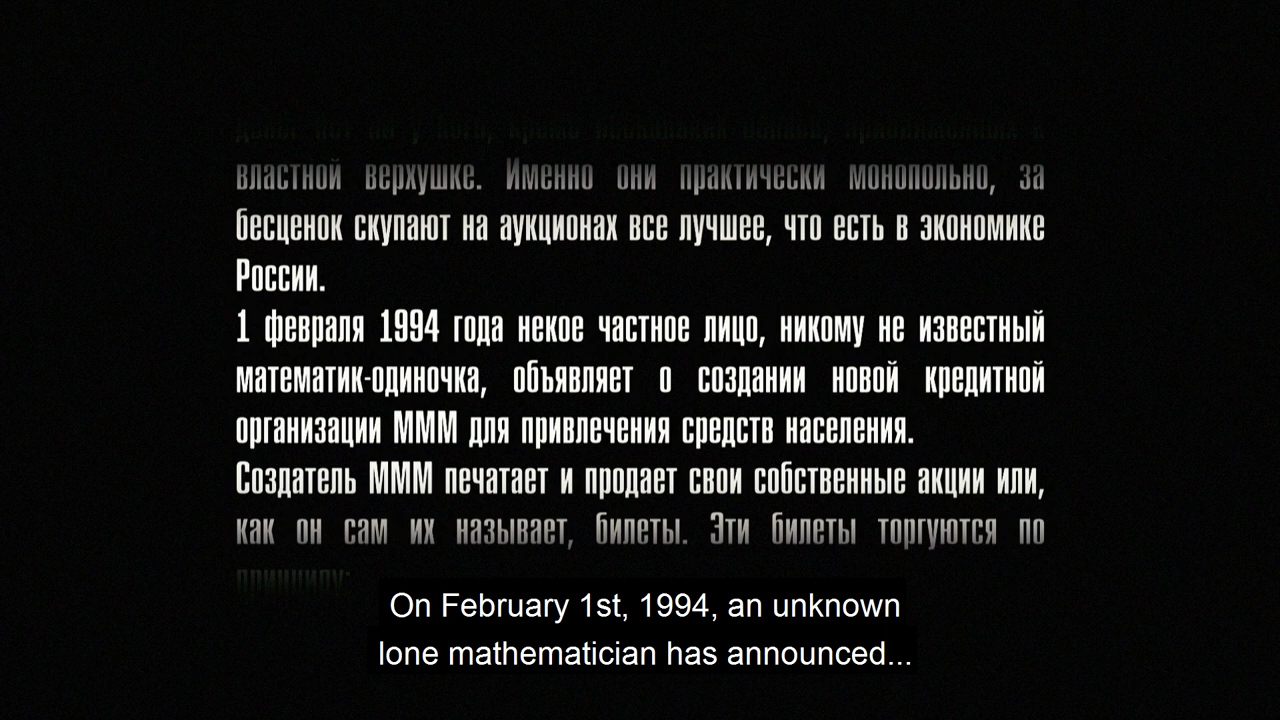 властной верхушке. Именно они практически монопольно, за
бесценок скупают на аукционах все лучшее, что есть в экономике
России.
1 февраля 1994 года некое частное лицо, никому не известный
математик-одиночка, объявляет о создании новой кредитной
организации МММ для привлечения средств населения.
Создатель МММ печатает и продает свои собственные акции или,
как он сам их называет, билеты. Эти билеты торгуются по
принципу:
On February 1st, 1994, an unknown
lone mathematician has announced...